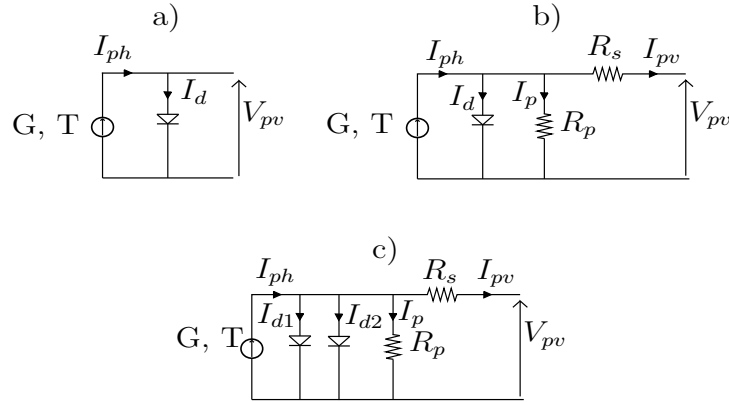 a)
I_{ph}
I_d
G, T
V_{pv}
b)
I_{ph}
R_s
I_{pv}
I_d
I_p
G, T
R_p
V_{pv}
c)
I_{ph}
R_s
I_{pv}
I_{d1}
I_{d2}
I_p
G, T
R_p
V_{pv}